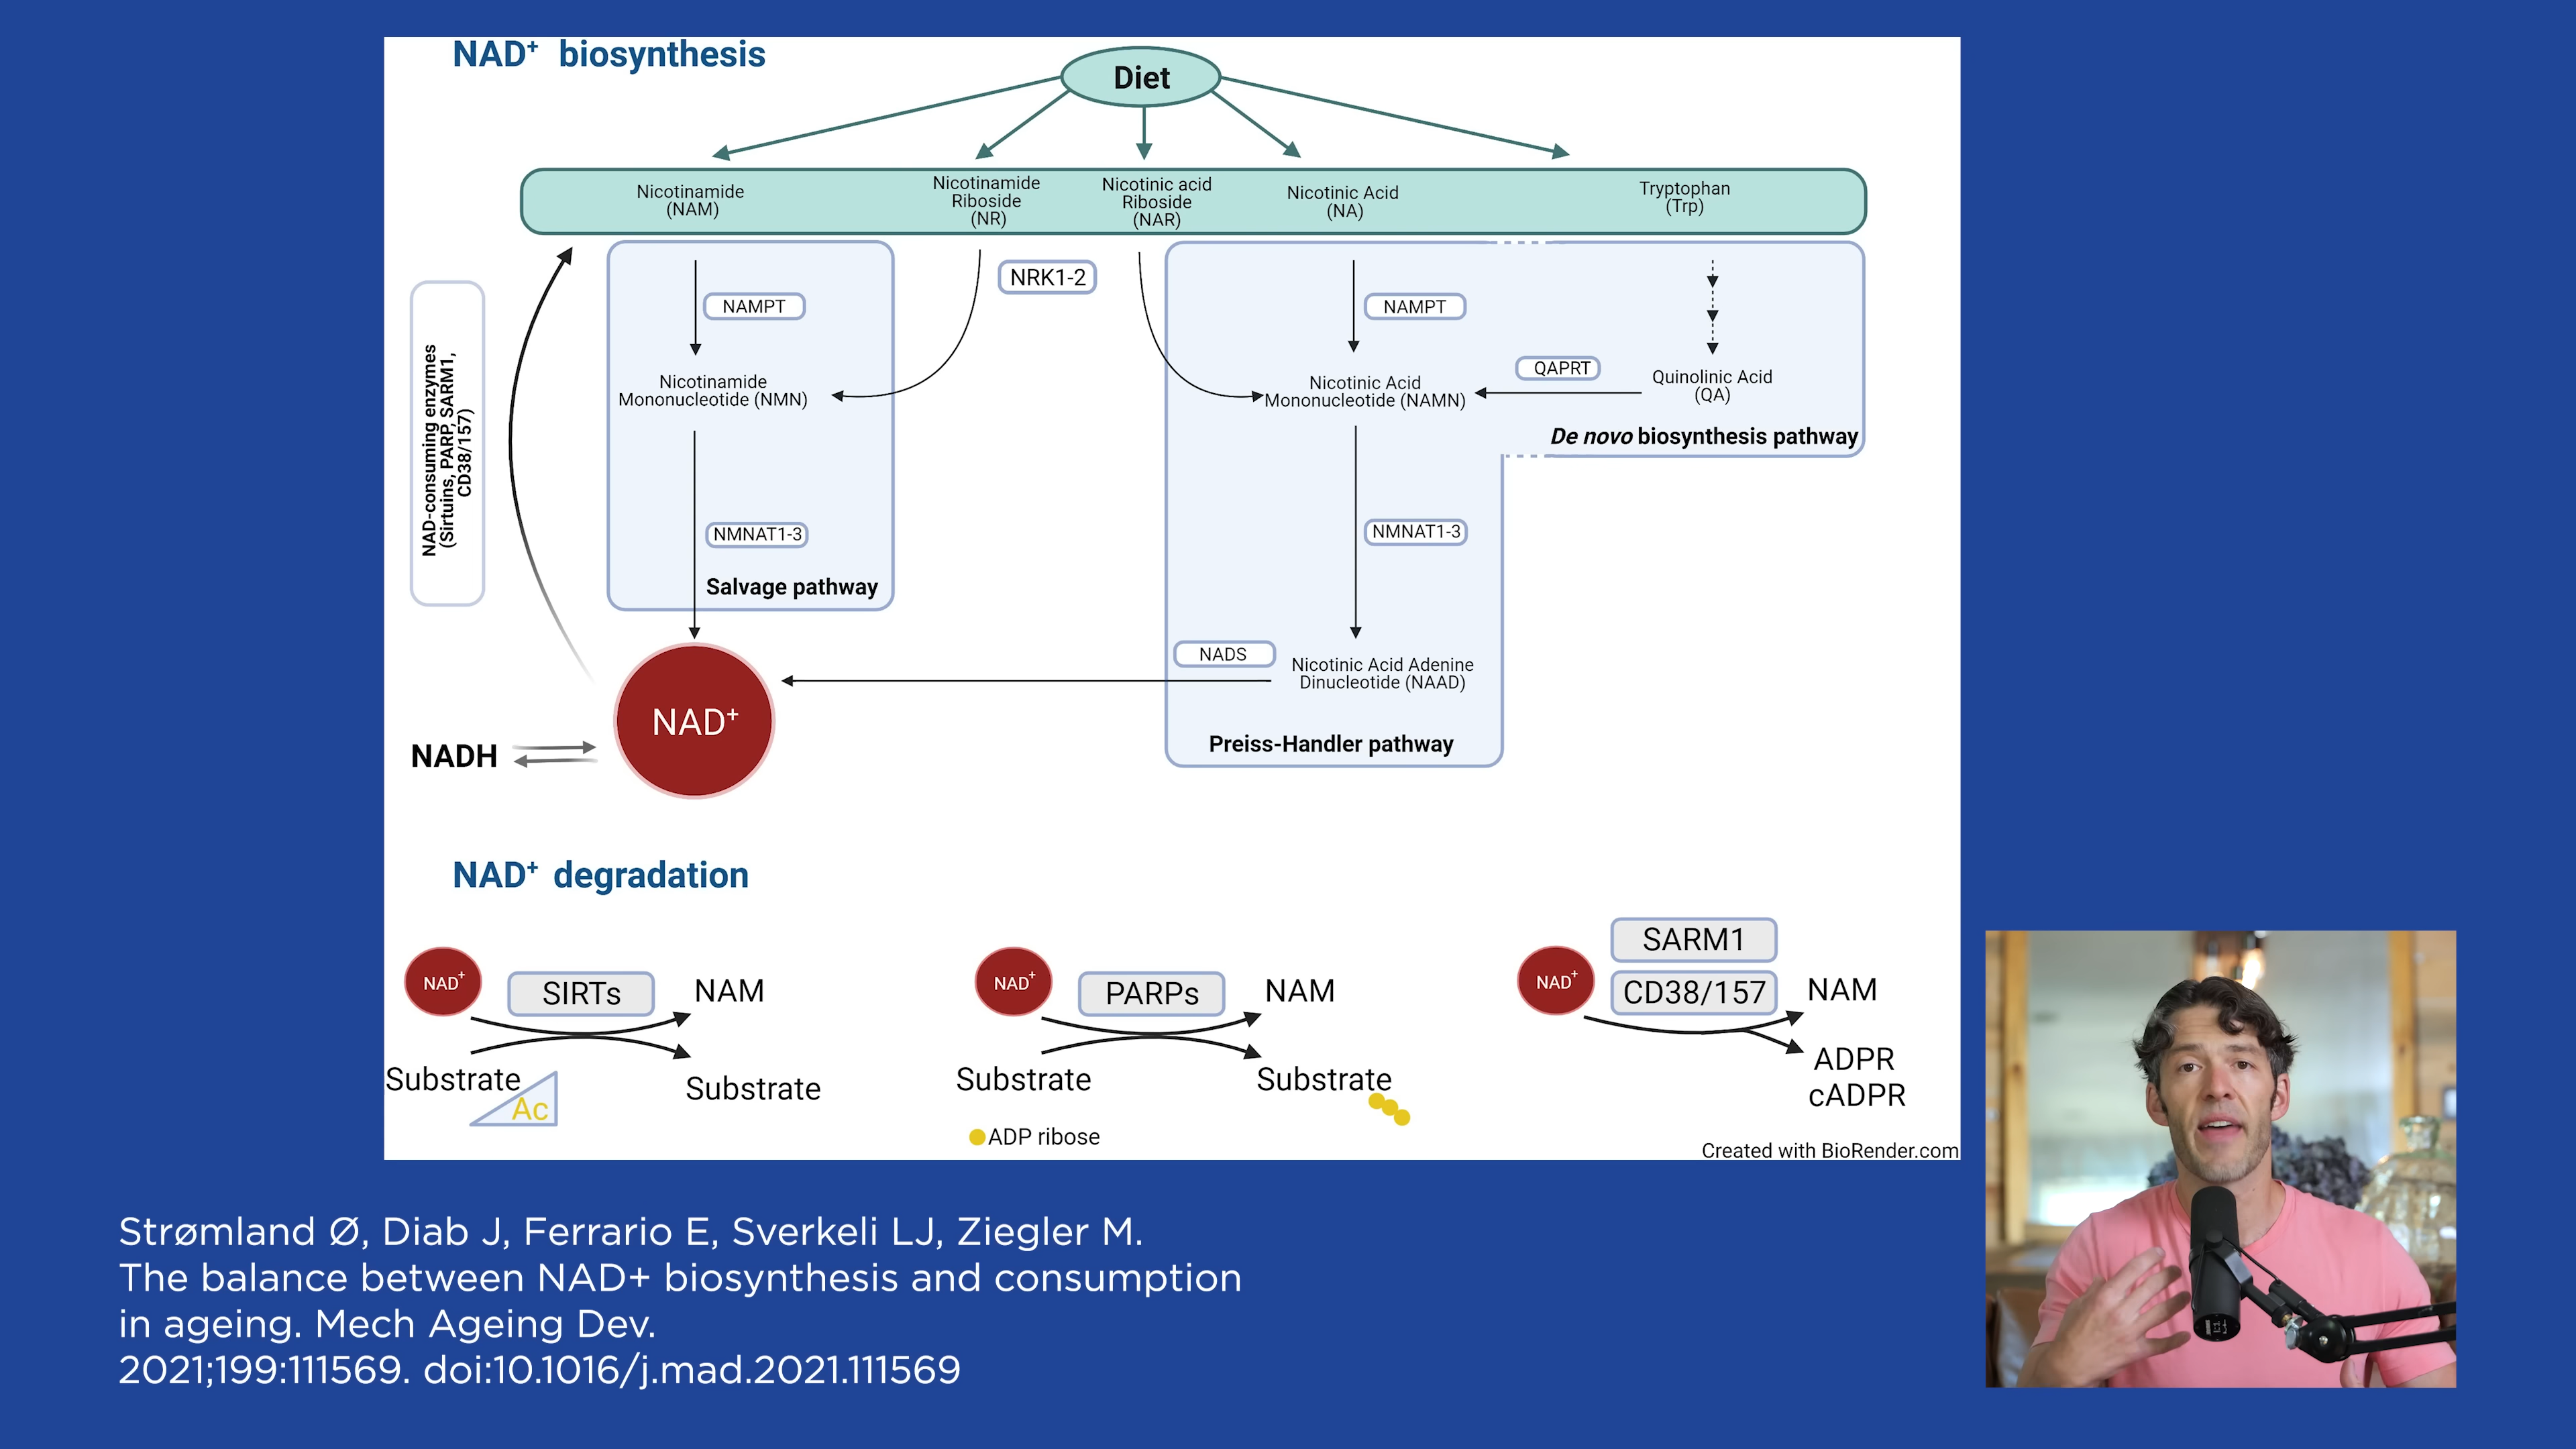 NAD+ biosynthesis
Diet
Nicotinamide
(NAM)
Nicotinamide
Riboside
(NR)
Nicotinic acid
Riboside
(NAR)
Nicotinic Acid
(NA)
Tryptophan
(Trp)
NAD-consuming enzymes
(Sirtuins, PARP, SARM1,
CD38/157)
NAMPT
NRK1-2
NAMPT
QAPRT
Nicotinamide
Mononucleotide (NMN)
Nicotinic Acid
Mononucleotide (NAMN)
Quinolinic Acid
(QA)
De novo biosynthesis pathway
NMNAT1-3
NMNAT1-3
Salvage pathway
NADS
Nicotinic Acid Adenine
Dinucleotide (NAAD)
Preiss-Handler pathway
NAD+
NADH
NAD+ degradation
NAD+
SIRTs
NAM
Substrate
Ac
Substrate
NAD+
PARPs
NAM
Substrate
Substrate
ADP ribose
NAD+
SARM1
CD38/157
NAM
ADPR
cADPR
Created with BioRender.com
Strømland Ø, Diab J, Ferrario E, Sverkeli LJ, Ziegler M.
The balance between NAD+ biosynthesis and consumption
in ageing. Mech Ageing Dev.
2021;199:111569. doi:10.1016/j.mad.2021.111569